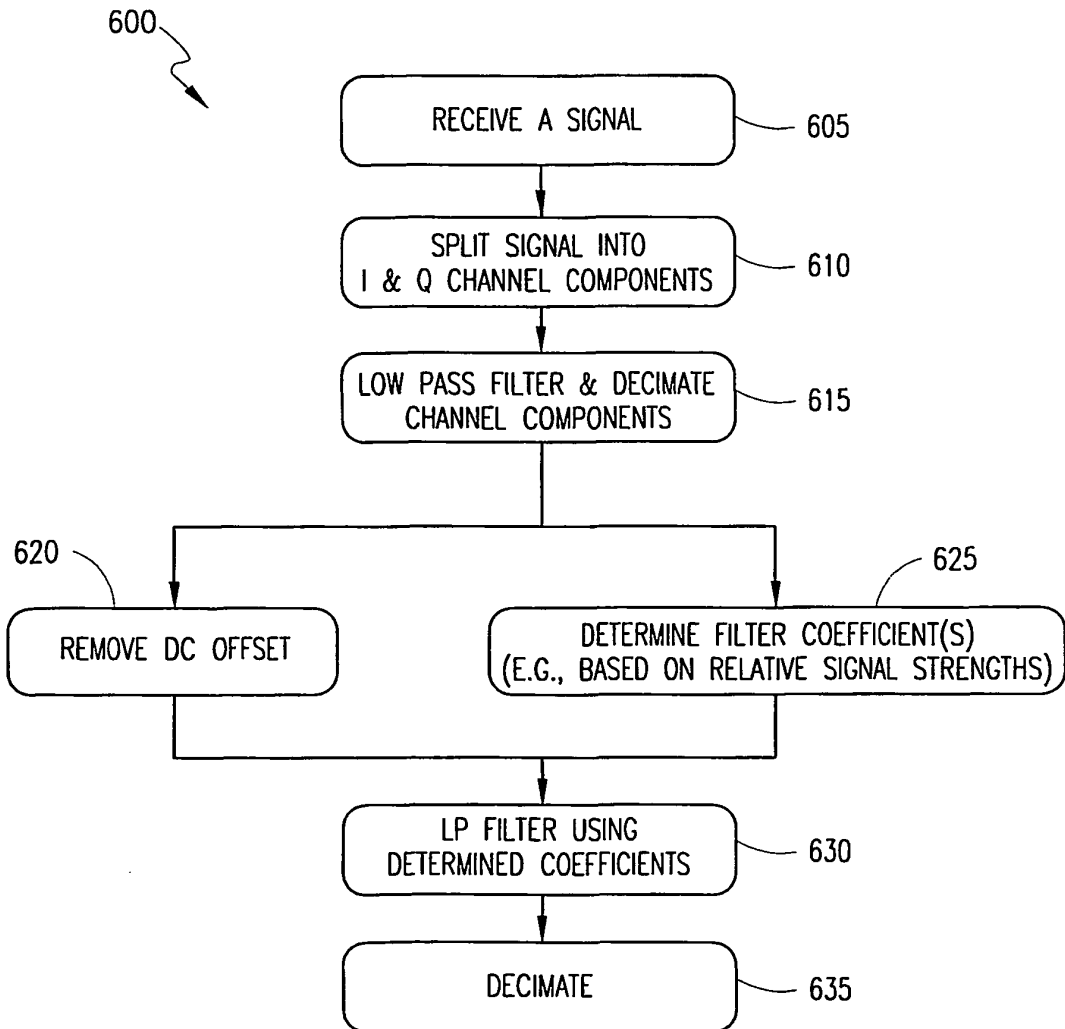 600
RECEIVE A SIGNAL
605
SPLIT SIGNAL INTO
I & Q CHANNEL COMPONENTS
610
LOW PASS FILTER & DECIMATE
CHANNEL COMPONENTS
615
620
REMOVE DC OFFSET
625
DETERMINE FILTER COEFFICIENT(S)
(E.G., BASED ON RELATIVE SIGNAL STRENGTHS)
LP FILTER USING
DETERMINED COEFFICIENTS
630
DECIMATE
635